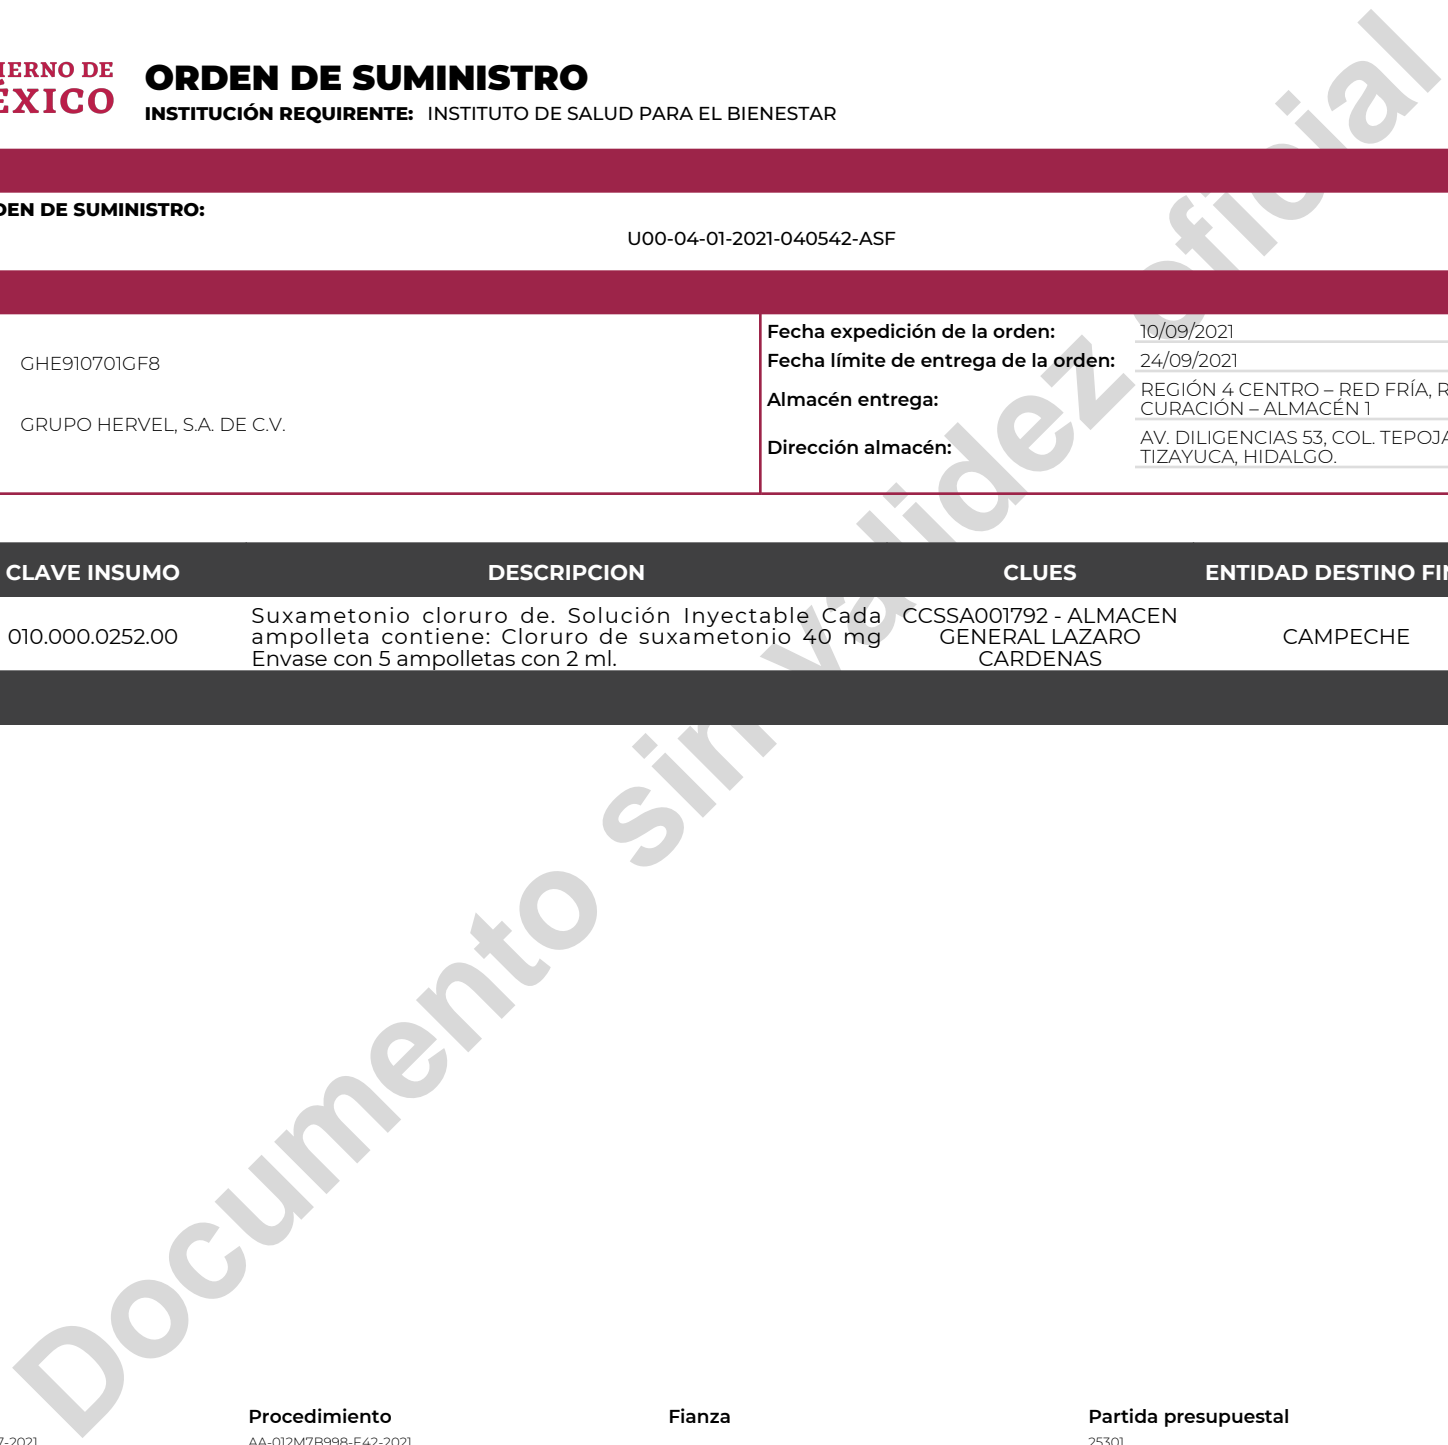 ORDEN DE SUMINISTRO
INSTITUCIÓN REQUIRENTE: INSTITUTO DE SALUD PARA EL BIENESTAR
DE
MÉXICO
DE SUMINISTRO:
U00-04-01-2021-040542-ASF
GHE910701GF8
GRUPO HERVEL, S.A. DE C.V.
Fecha expedición de la orden: 10/09/2021
Fecha límite de entrega de la orden: 24/09/2021
Almacén entrega: REGIÓN 4 CENTRO – RED FRÍA,
CURACIÓN – ALMACÉN 1
Dirección almacén: AV. DILIGENCIAS 53, COL.
TIZAYUCA, HIDALGO.
CLAVE INSUMO DESCRIPCION CLUES ENTIDAD DESTINO
010.000.0252.00
Suxametonio cloruro de. Solución Inyectable Cada
ampolleta contiene: Cloruro de suxametonio 40 mg
Envase con 5 ampolletas con 2 ml.
CCSSA001792 - ALMACEN
GENERAL LAZARO
CARDENAS
CAMPECHE
Documento sin validez oficial
Procedimiento Fianza Partida presupuestal
AA-012M7B998-E42-2021 25301